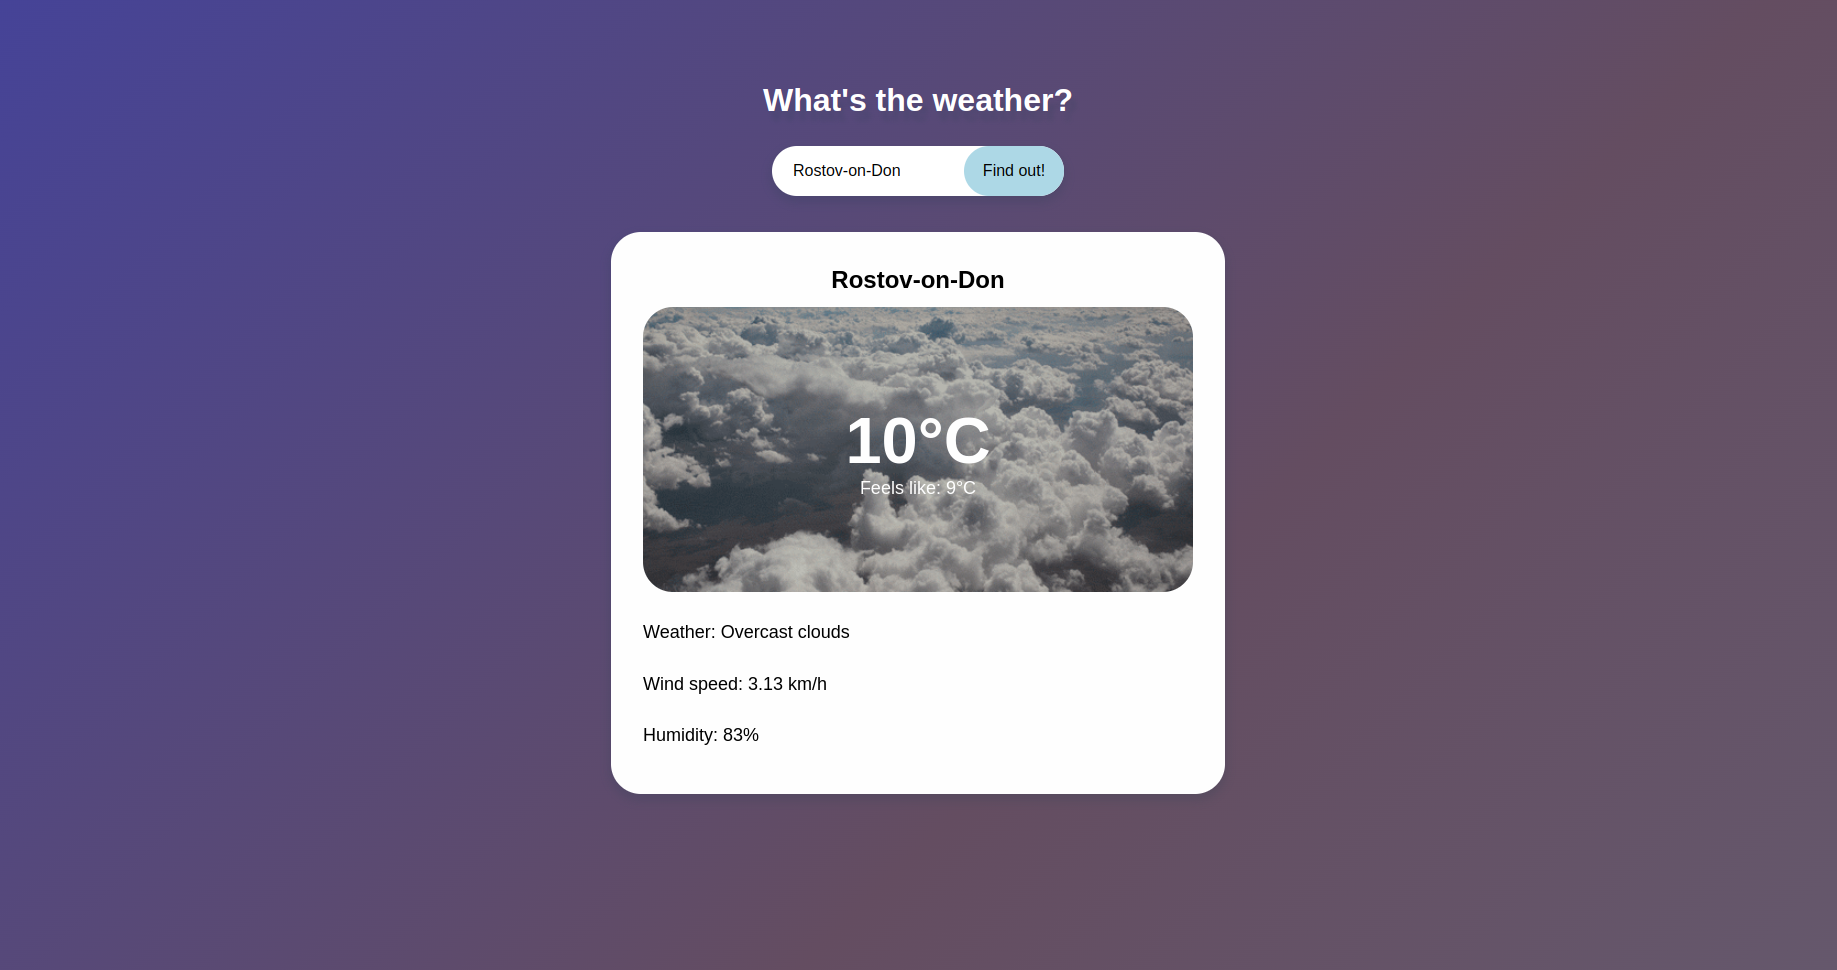 What's the weather?
Rostov-on-Don
Find out!
Rostov-on-Don
10°C
Feels like: 9°C
Weather: Overcast clouds
Wind speed: 3.13 km/h
Humidity: 83%